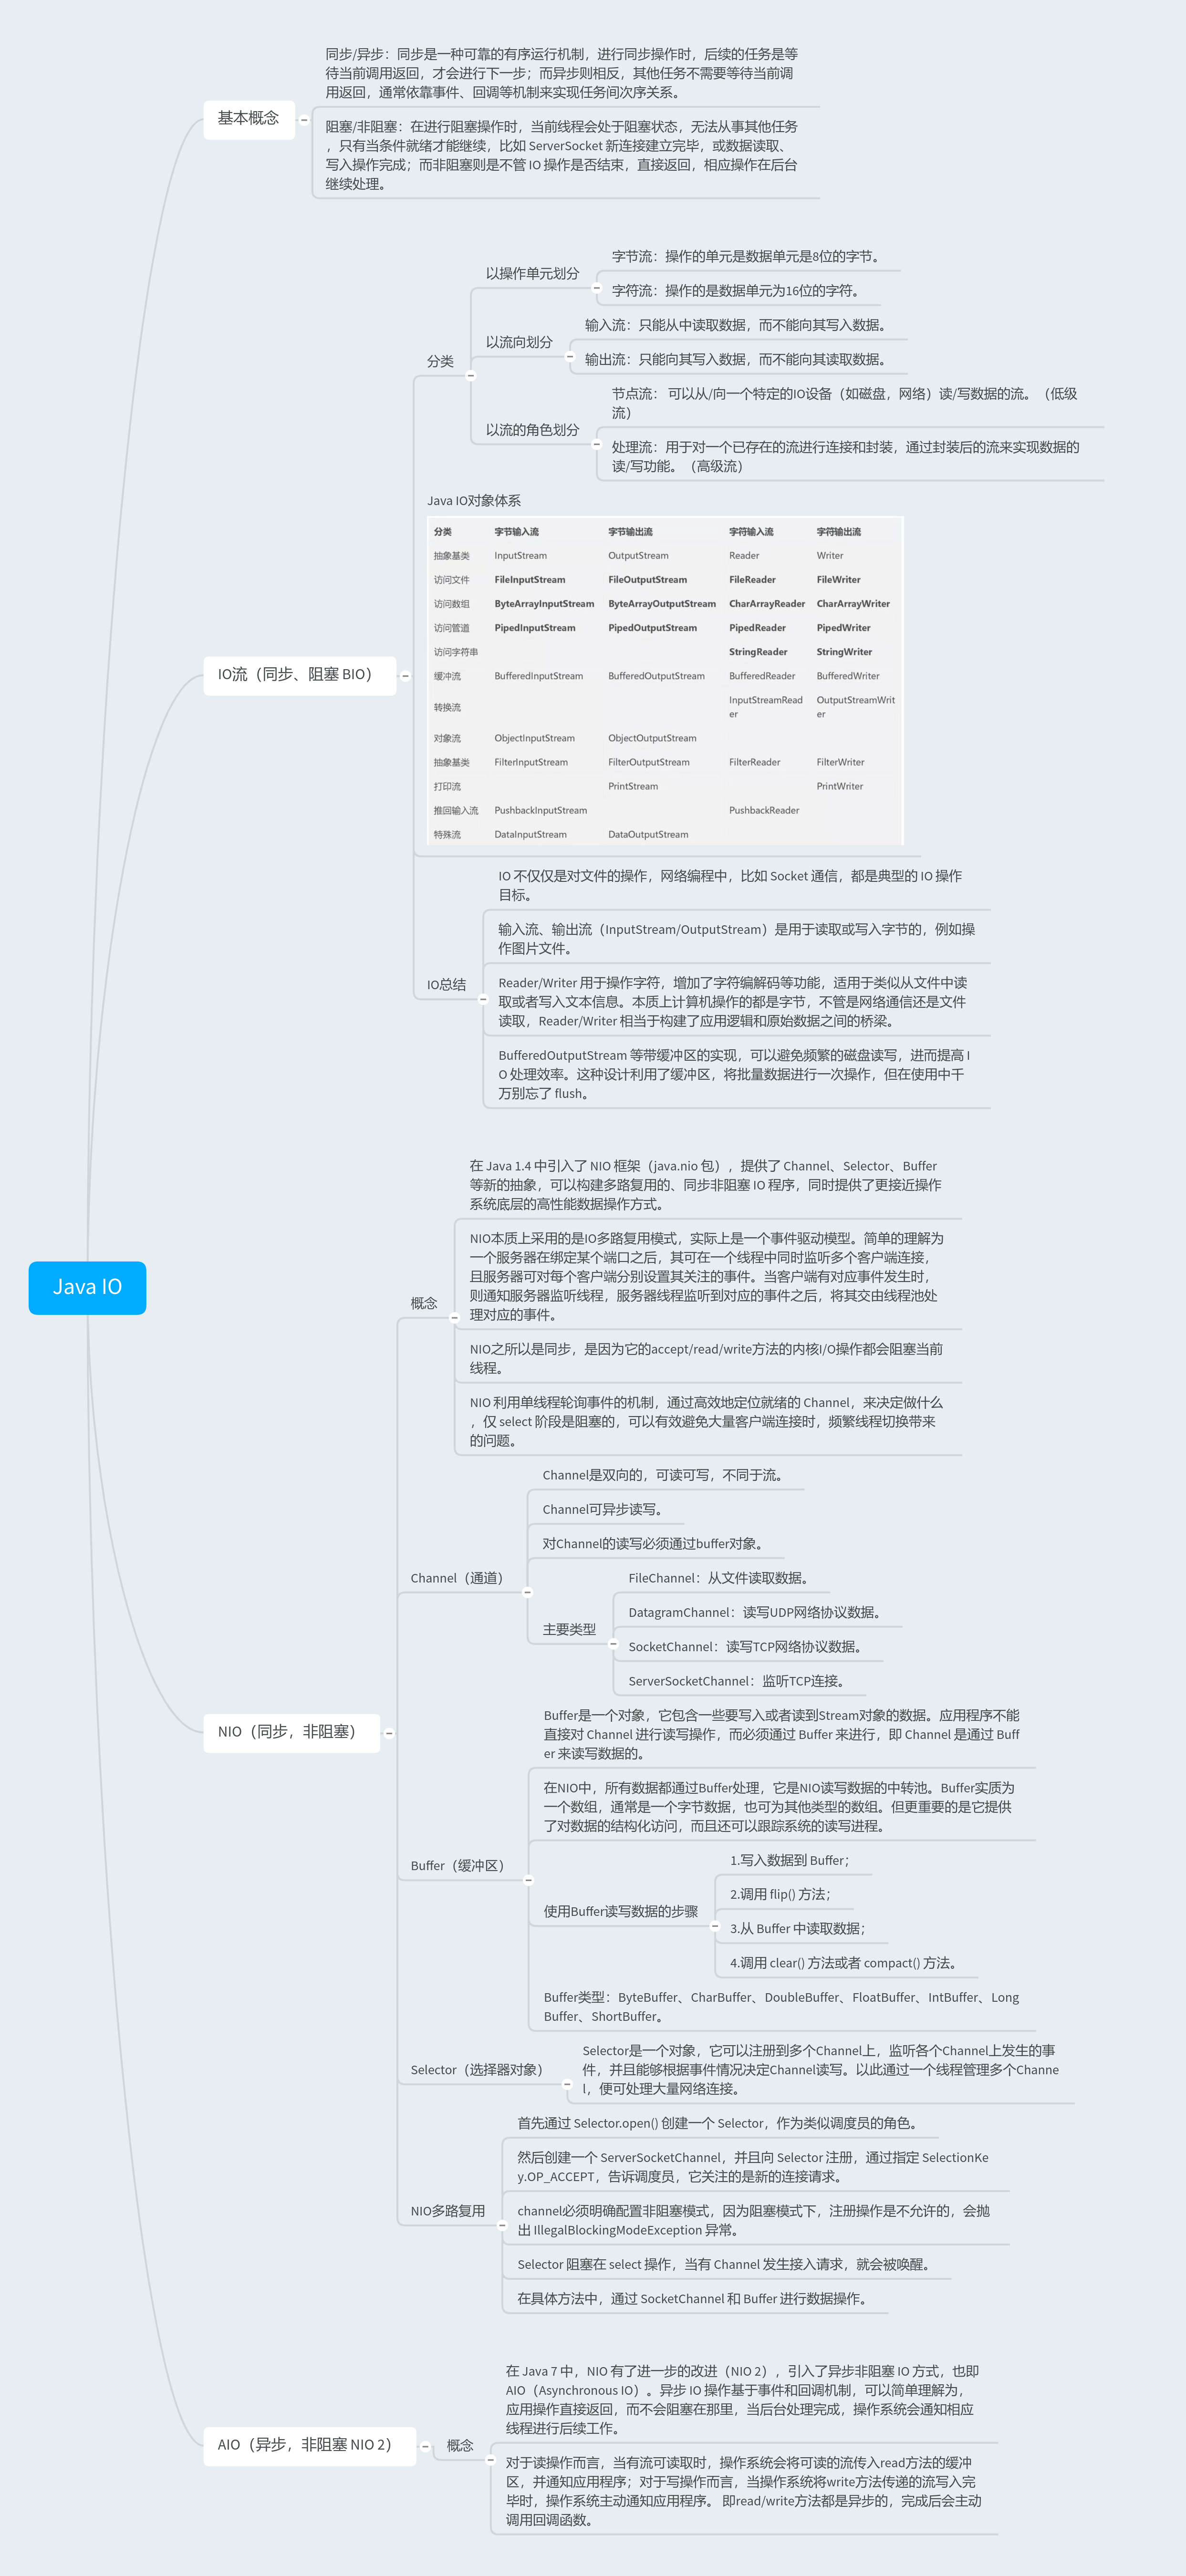 Java IO
基本概念
同步/异步：同步是一种可靠的有序运行机制，进行同步操作时，后续的任务是等
待当前调用返回，才会进行下一步；而异步则相反，其他任务不需要等待当前调
用返回，通常依靠事件、回调等机制来实现任务间次序关系。
阻塞/非阻塞：在进行阻塞操作时，当前线程会处于阻塞状态，无法从事其他任务
，只有当条件就绪才能继续，比如 ServerSocket 新连接建立完毕，或数据读取、
写入操作完成；而非阻塞则是不管 IO 操作是否结束，直接返回，相应操作在后台
继续处理。
IO流（同步、阻塞 BIO）
分类
以操作单元划分
字节流：操作的单元是数据单元是8位的字节。
字符流：操作的是数据单元为16位的字符。
以流向划分
输入流：只能从中读取数据，而不能向其写入数据。
输出流：只能向其写入数据，而不能向其读取数据。
以流的角色划分
节点流： 可以从/向一个特定的IO设备（如磁盘，网络）读/写数据的流。（低级
流）
处理流：用于对一个已存在的流进行连接和封装，通过封装后的流来实现数据的
读/写功能。（高级流）
Java IO对象体系
分类 字节输入流 字节输出流 字符输入流 字符输出流
抽象基类 InputStream OutputStream Reader Writer
访问文件 FileInputStream FileOutputStream FileReader FileWriter
访问数组 ByteArrayInputStream ByteArrayOutputStream CharArrayReader CharArrayWriter
访问管道 PipedInputStream PipedOutputStream PipedReader PipedWriter
访问字符串 StringReader StringWriter
缓冲流 BufferedInputStream BufferedOutputStream BufferedReader BufferedWriter
转换流 InputStreamRead OutputStreamWrit
er er
对象流 ObjectInputStream ObjectOutputStream
抽象基类 FilterInputStream FilterOutputStream FilterReader FilterWriter
打印流 PrintStream PrintWriter
推回输入流 PushbackInputStream PushbackReader
特殊流 DataInputStream DataOutputStream
IO总结
IO 不仅仅是对文件的操作，网络编程中，比如 Socket 通信，都是典型的 IO 操作
目标。
输入流、输出流（InputStream/OutputStream）是用于读取或写入字节的，例如操
作图片文件。
Reader/Writer 用于操作字符，增加了字符编解码等功能，适用于类似从文件中读
取或者写入文本信息。本质上计算机操作的都是字节，不管是网络通信还是文件
读取，Reader/Writer 相当于构建了应用逻辑和原始数据之间的桥梁。
BufferedOutputStream 等带缓冲区的实现，可以避免频繁的磁盘读写，进而提高 I
O 处理效率。这种设计利用了缓冲区，将批量数据进行一次操作，但在使用中千
万别忘了 flush。
NIO（同步，非阻塞）
概念
在 Java 1.4 中引入了 NIO 框架（java.nio 包），提供了 Channel、Selector、Buffer
等新的抽象，可以构建多路复用的、同步非阻塞 IO 程序，同时提供了更接近操作
系统底层的高性能数据操作方式。
NIO本质上采用的是IO多路复用模式，实际上是一个事件驱动模型。简单的理解为
一个服务器在绑定某个端口之后，其可在一个线程中同时监听多个客户端连接，
且服务器可对每个客户端分别设置其关注的事件。当客户端有对应事件发生时，
则通知服务器监听线程，服务器线程监听到对应的事件之后，将其交由线程池处
理对应的事件。
NIO之所以是同步，是因为它的accept/read/write方法的内核I/O操作都会阻塞当前
线程。
NIO 利用单线程轮询事件的机制，通过高效地定位就绪的 Channel，来决定做什么
，仅 select 阶段是阻塞的，可以有效避免大量客户端连接时，频繁线程切换带来
的问题。
Channel（通道）
Channel是双向的，可读可写，不同于流。
Channel可异步读写。
对Channel的读写必须通过buffer对象。
主要类型
FileChannel：从文件读取数据。
DatagramChannel：读写UDP网络协议数据。
SocketChannel：读写TCP网络协议数据。
ServerSocketChannel：监听TCP连接。
Buffer（缓冲区）
Buffer是一个对象，它包含一些要写入或者读到Stream对象的数据。应用程序不能
直接对 Channel 进行读写操作，而必须通过 Buffer 来进行，即 Channel 是通过 Buff
er 来读写数据的。
在NIO中，所有数据都通过Buffer处理，它是NIO读写数据的中转池。Buffer实质为
一个数组，通常是一个字节数据，也可为其他类型的数组。但更重要的是它提供
了对数据的结构化访问，而且还可以跟踪系统的读写进程。
使用Buffer读写数据的步骤
1.写入数据到 Buffer；
2.调用 flip() 方法；
3.从 Buffer 中读取数据；
4.调用 clear() 方法或者 compact() 方法。
Buffer类型：ByteBuffer、CharBuffer、DoubleBuffer、FloatBuffer、IntBuffer、Long
Buffer、ShortBuffer。
Selector（选择器对象）
Selector是一个对象，它可以注册到多个Channel上，监听各个Channel上发生的事
件，并且能够根据事件情况决定Channel读写。以此通过一个线程管理多个Channe
l，便可处理大量网络连接。
NIO多路复用
首先通过 Selector.open() 创建一个 Selector，作为类似调度员的角色。
然后创建一个 ServerSocketChannel，并且向 Selector 注册，通过指定 SelectionKe
y.OP_ACCEPT，告诉调度员，它关注的是新的连接请求。
channel必须明确配置非阻塞模式，因为阻塞模式下，注册操作是不允许的，会抛
出 IllegalBlockingModeException 异常。
Selector 阻塞在 select 操作，当有 Channel 发生接入请求，就会被唤醒。
在具体方法中，通过 SocketChannel 和 Buffer 进行数据操作。
AIO（异步，非阻塞 NIO 2）
概念
在 Java 7 中，NIO 有了进一步的改进（NIO 2），引入了异步非阻塞 IO 方式，也即
AIO（Asynchronous IO）。异步 IO 操作基于事件和回调机制，可以简单理解为，
应用操作直接返回，而不会阻塞在那里，当后台处理完成，操作系统会通知相应
线程进行后续工作。
对于读操作而言，当有流可读取时，操作系统会将可读的流传入read方法的缓冲
区，并通知应用程序；对于写操作而言，当操作系统将write方法传递的流写入完
毕时，操作系统主动通知应用程序。 即read/write方法都是异步的，完成后会主动
调用回调函数。